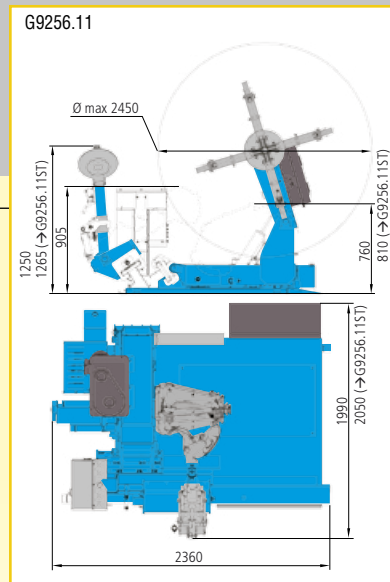 G9256.11
Ø max 2450
1250
1265 (→G9256.11ST)
905
760
810 (→G9256.11ST)
1990
2050 (→G9256.11ST)
2360